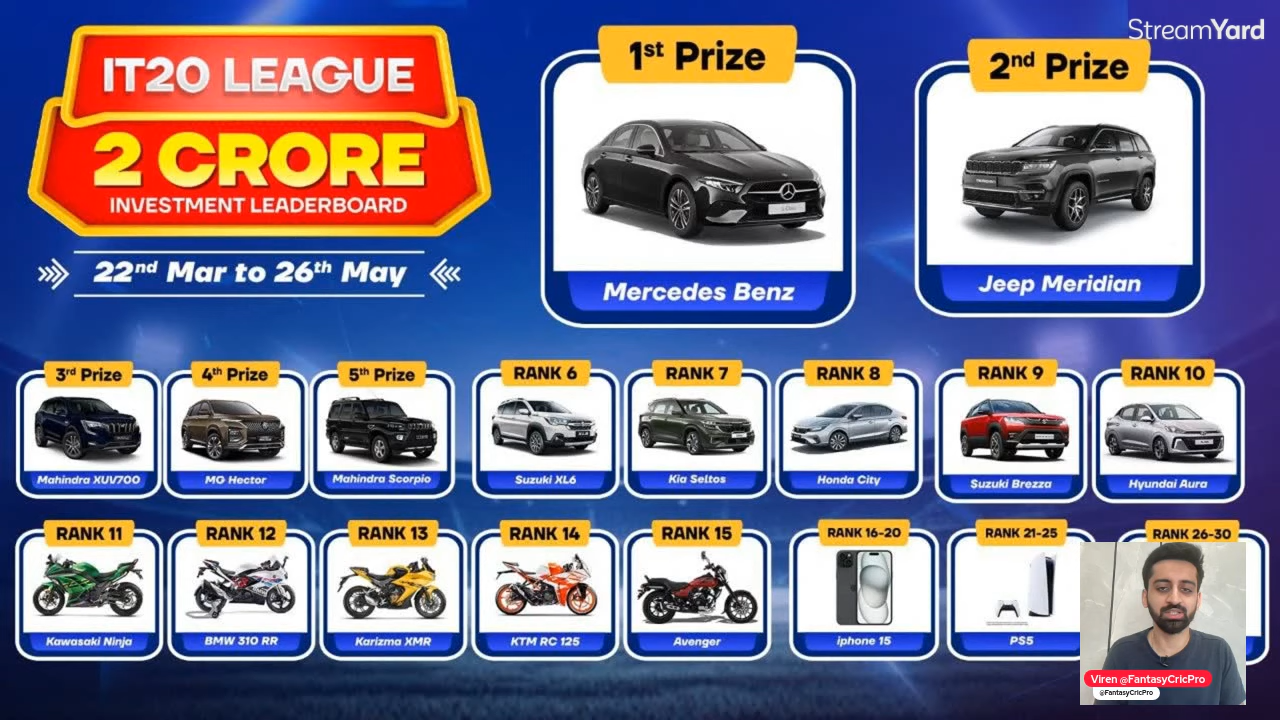 StreamYard
IT20 LEAGUE
2 CRORE
INVESTMENT LEADERBOARD
22nd Mar to 26th May
1st Prize
Mercedes Benz
2nd Prize
Jeep Meridian
3rd Prize
Mahindra XUV700
4th Prize
MG Hector
5th Prize
Mahindra Scorpio
RANK 6
Suzuki XL6
RANK 7
Kia Seltos
RANK 8
Honda City
RANK 9
Suzuki Brezza
RANK 10
Hyundai Aura
RANK 11
Kawasaki Ninja
RANK 12
BMW 310 RR
RANK 13
Karizma XMR
RANK 14
KTM RC 125
RANK 15
Avenger
RANK 16-20
iphone 15
RANK 21-25
PS5
RANK 26-30
Viren @FantasyCricPro
@FantasyCricPro